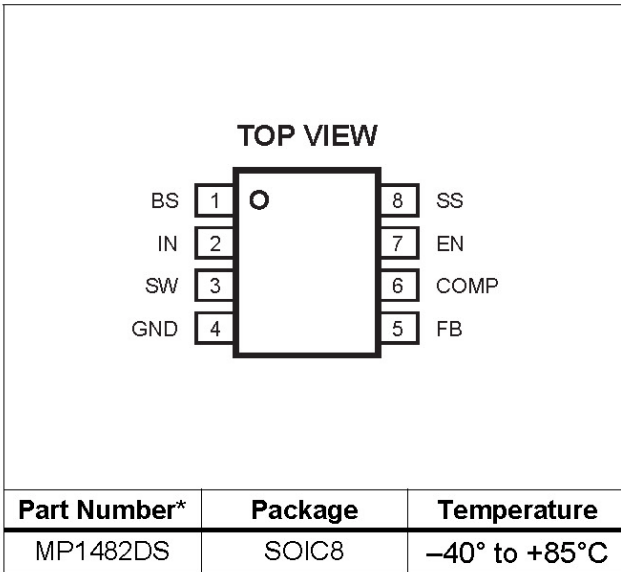 TOP VIEW
BS 1 8 SS
IN 2 7 EN
SW 3 6 COMP
GND 4 5 FB
Part Number* Package Temperature
MP1482DS SOIC8 –40° to +85°C